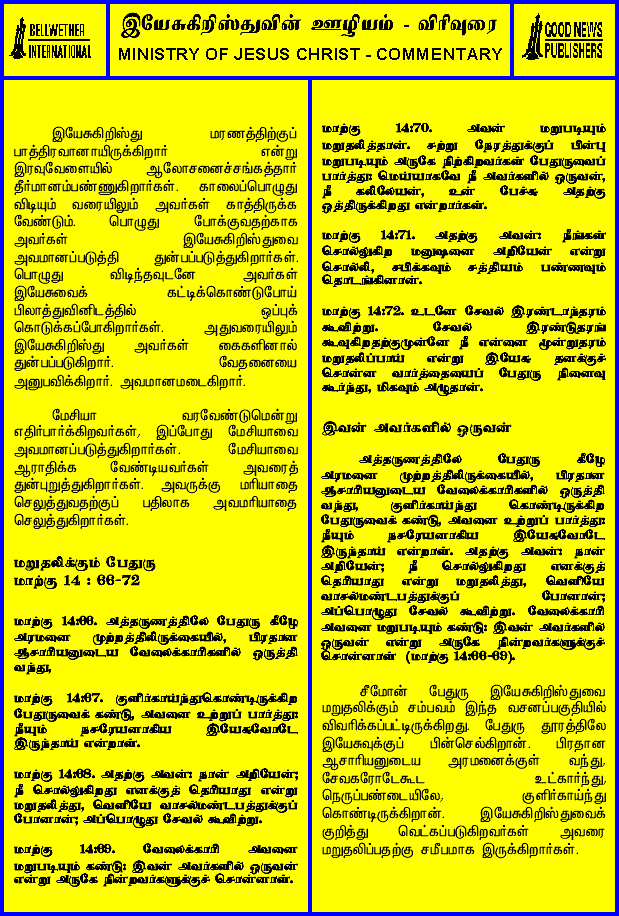 BELLWETHER
INTERNATIONAL
இயேசுகிறிஸ்துவின் ஊழியம் - விரிவுரை
MINISTRY OF JESUS CHRIST - COMMENTARY
GOOD NEWS
PUBLISHERS
இயேசுகிறிஸ்து மரணத்திற்குப்
பாத்திரவானாயிருக்கிறார் என்று
இரவுவேளையில் ஆலோசனைச்சங்கத்தார்
தீர்மானம்பண்ணுகிறார்கள். காலைப்பொழுது
விடியும் வரையிலும் அவர்கள் காத்திருக்க
வேண்டும். பொழுது போக்குவதற்காக
அவர்கள் இயேசுகிறிஸ்துவை
அவமானப்படுத்தி துன்பப்படுத்துகிறார்கள்.
பொழுது விடிந்தவுடனே அவர்கள்
இயேசுவைக் கட்டிக்கொண்டுபோய்
பிலாத்துவினிடத்தில் ஒப்புக்
கொடுக்கப்போகிறார்கள். அதுவரையிலும்
இயேசுகிறிஸ்து அவர்கள் கைகளினால்
துன்பப்படுகிறார். வேதனையை
அனுபவிக்கிறார். அவமானமடைகிறார்.
மேசியா வரவேண்டுமென்று
எதிர்பார்க்கிறவர்கள், இப்போது மேசியாவை
அவமானப்படுத்துகிறார்கள். மேசியாவை
ஆராதிக்க வேண்டியவர்கள் அவரைத்
துன்புறுத்துகிறார்கள். அவருக்கு மரியாதை
செலுத்துவதற்குப் பதிலாக அவமரியாதை
செலுத்துகிறார்கள்.
மறுதலிக்கும் பேதுரு
மாற்கு 14 : 66-72
மாற்கு 14:66. அத்தருணத்திலே பேதுரு கீழே
அரமனை முற்றத்திலிருக்கையில், பிரதான
ஆசாரியனுடைய வேலைக்காரிகளில் ஒருத்தி
வந்து,
மாற்கு 14:67. குளிர்காய்ந்துகொண்டிருக்கிற
பேதுருவைக் கண்டு, அவனை உற்றுப் பார்த்து:
நீயும் நசரேயனாகிய இயேசுவோடே
இருந்தாய் என்றாள்.
மாற்கு 14:68. அதற்கு அவன்: நான் அறியேன்;
நீ சொல்லுகிறது எனக்குத் தெரியாது என்று
மறுதலித்து, வெளியே வாசல்மண்டபத்துக்குப்
போனான்; அப்பொழுது சேவல் கூவிற்று.
மாற்கு 14:69. வேலைக்காரி அவனை
மறுபடியும் கண்டு: இவன் அவர்களில் ஒருவன்
என்று அருகே நின்றவர்களுக்குச் சொன்னாள்.
மாற்கு 14:70. அவன் மறுபடியும்
மறுதலித்தான். சற்று நேரத்துக்குப் பின்பு
மறுபடியும் அருகே நிற்கிறவர்கள் பேதுருவைப்
பார்த்து: மெய்யாகவே நீ அவர்களில் ஒருவன்,
நீ கலிலேயன், உன் பேச்சு அதற்கு
ஒத்திருக்கிறது என்றார்கள்.
மாற்கு 14:71. அதற்கு அவன்: நீங்கள்
சொல்லுகிற மனுஷனை அறியேன் என்று
சொல்லி, சபிக்கவும் சத்தியம் பண்ணவும்
தொடங்கினான்.
மாற்கு 14:72. உடனே சேவல் இரண்டாந்தரம்
கூவிற்று. சேவல் இரண்டுதரங்
கூவுகிறதற்குமுன்னே நீ என்னை மூன்றுதரம்
மறுதலிப்பாய் என்று இயேசு தனக்குச்
சொன்ன வார்த்தையைப் பேதுரு நினைவு
கூர்ந்து, மிகவும் அழுதான்.
இவன் அவர்களில் ஒருவன்
அத்தருணத்திலே பேதுரு கீழே
அரமனை முற்றத்திலிருக்கையில், பிரதான
ஆசாரியனுடைய வேலைக்காரிகளில் ஒருத்தி
வந்து, குளிர்காய்ந்து கொண்டிருக்கிற
பேதுருவைக் கண்டு, அவனை உற்றுப் பார்த்து:
நீயும் நசரேயனாகிய இயேசுவோடே
இருந்தாய் என்றாள். அதற்கு அவன்: நான்
அறியேன்; நீ சொல்லுகிறது எனக்குத்
தெரியாது என்று மறுதலித்து, வெளியே
வாசல்மண்டபத்துக்குப் போனான்;
அப்பொழுது சேவல் கூவிற்று. வேலைக்காரி
அவனை மறுபடியும் கண்டு: இவன் அவர்களில்
ஒருவன் என்று அருகே நின்றவர்களுக்குச்
சொன்னாள் (மாற்கு 14:66-69).
சீமோன் பேதுரு இயேசுகிறிஸ்துவை
மறுதலிக்கும் சம்பவம் இந்த வசனப்பகுதியில்
விவரிக்கப்பட்டிருக்கிறது. பேதுரு தூரத்திலே
இயேசுவுக்குப் பின்செல்கிறான். பிரதான
ஆசாரியனுடைய அரமனைக்குள் வந்து,
சேவகரோடேகூட உட்கார்ந்து,
நெருப்பண்டையிலே, குளிர்காய்ந்து
கொண்டிருக்கிறான். இயேசுகிறிஸ்துவைக்
குறித்து வெட்கப்படுகிறவர்கள் அவரை
மறுதலிப்பதற்கு சமீபமாக இருக்கிறார்கள்.